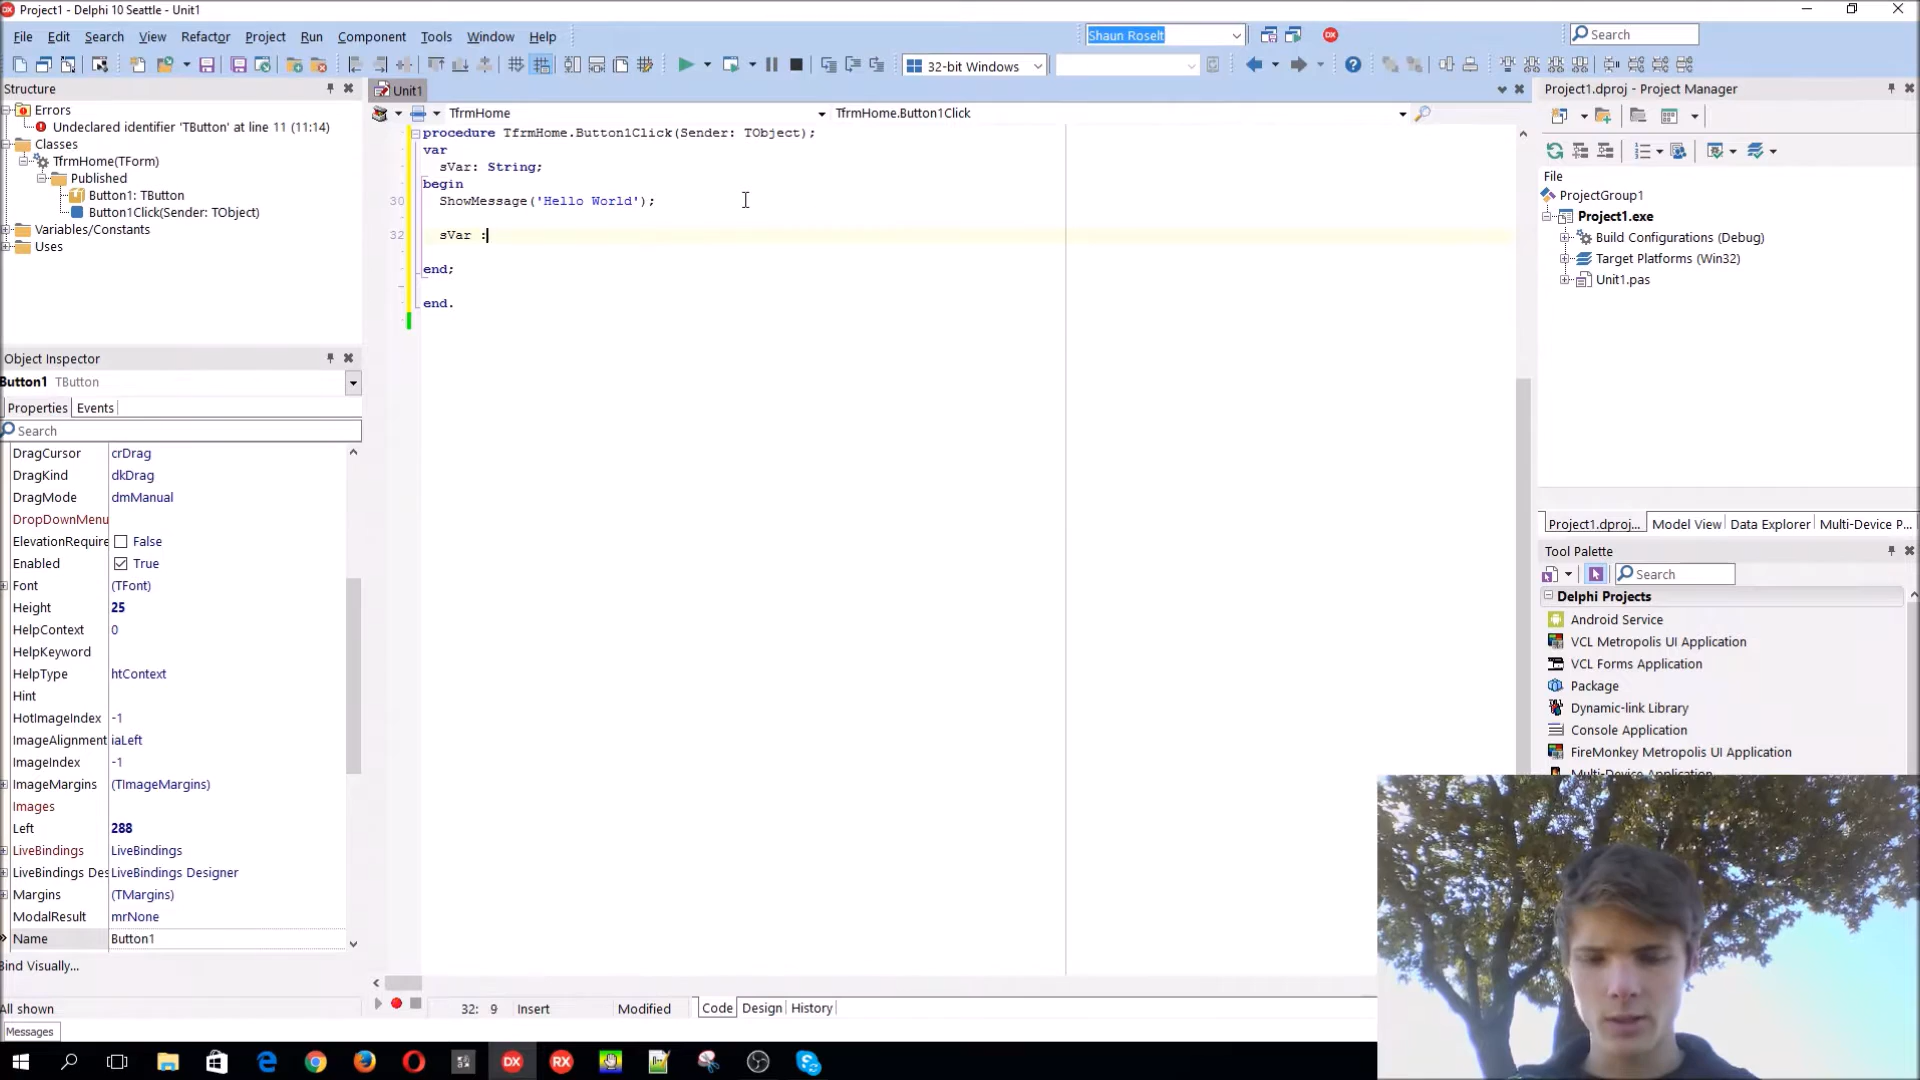 Project1 - Delphi 10 Seattle - Unit1
File Edit Search View Refactor Project Run Component Tools Window Help
Shaun Roselt
Search
32-bit Windows
Structure
Errors
Undeclared identifier 'TButton' at line 11 (11:14)
Classes
TfrmHome(TForm)
Published
Button1: TButton
Button1Click(Sender: TObject)
Variables/Constants
Uses
Object Inspector
Button1 TButton
Properties Events
Search
DragCursor crDrag
DragKind dkDrag
DragMode dmManual
DropDownMenu
ElevationRequire False
Enabled True
Font (TFont)
Height 25
HelpContext 0
HelpKeyword
HelpType htContext
Hint
HotImageIndex -1
ImageAlignment iaLeft
ImageIndex -1
ImageMargins (TImageMargins)
Images
Left 288
LiveBindings LiveBindings
LiveBindings Des LiveBindings Designer
Margins (TMargins)
ModalResult mrNone
Name Button1
Bind Visually...
All shown
Messages
Unit1
TfrmHome TfrmHome.Button1Click
procedure TfrmHome.Button1Click(Sender: TObject);
var
sVar: String;
begin
30 ShowMessage('Hello World');
32 sVar :
end;
end.
32: 9 Insert Modified Code Design History
Project1.dproj - Project Manager
File
ProjectGroup1
Project1.exe
Build Configurations (Debug)
Target Platforms (Win32)
Unit1.pas
Project1.dproj... Model View Data Explorer Multi-Device P...
Tool Palette
Search
Delphi Projects
Android Service
VCL Metropolis UI Application
VCL Forms Application
Package
Dynamic-link Library
Console Application
FireMonkey Metropolis UI Application
Multi-Device Application